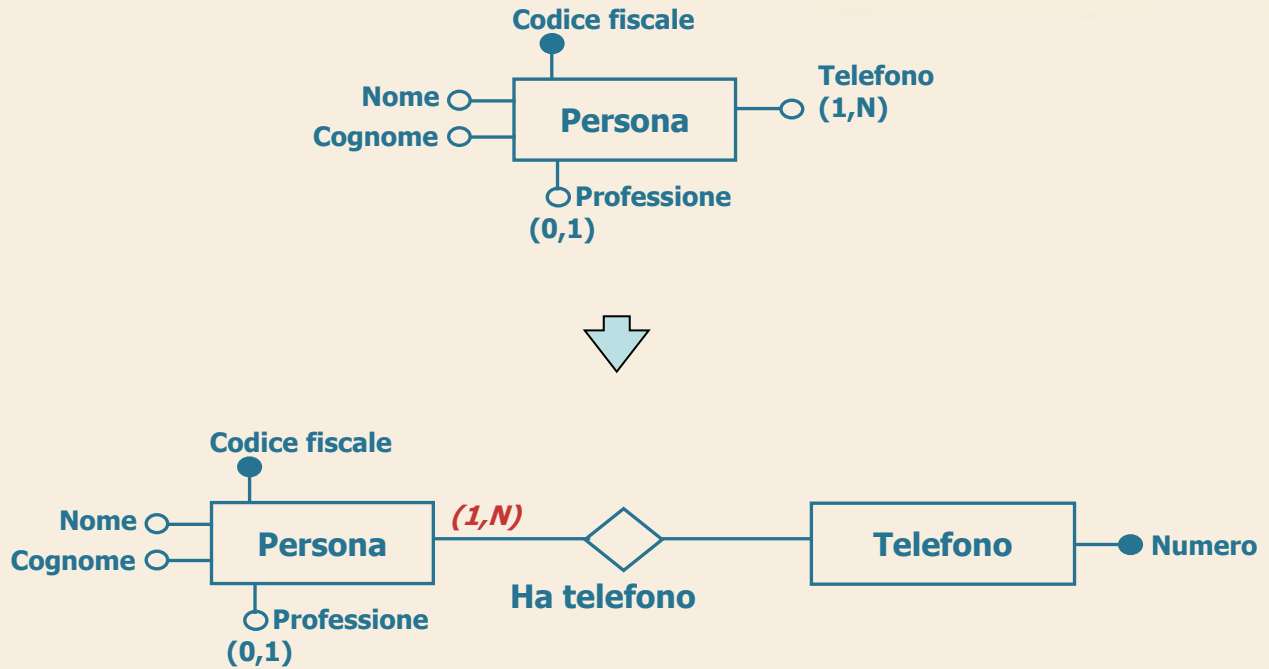 Codice fiscale
Telefono
(1,N)
Nome
Persona
Cognome
Professione
(0,1)
Codice fiscale
Nome
(1,N)
Persona
Telefono
Numero
Cognome
Ha telefono
Professione
(0,1)